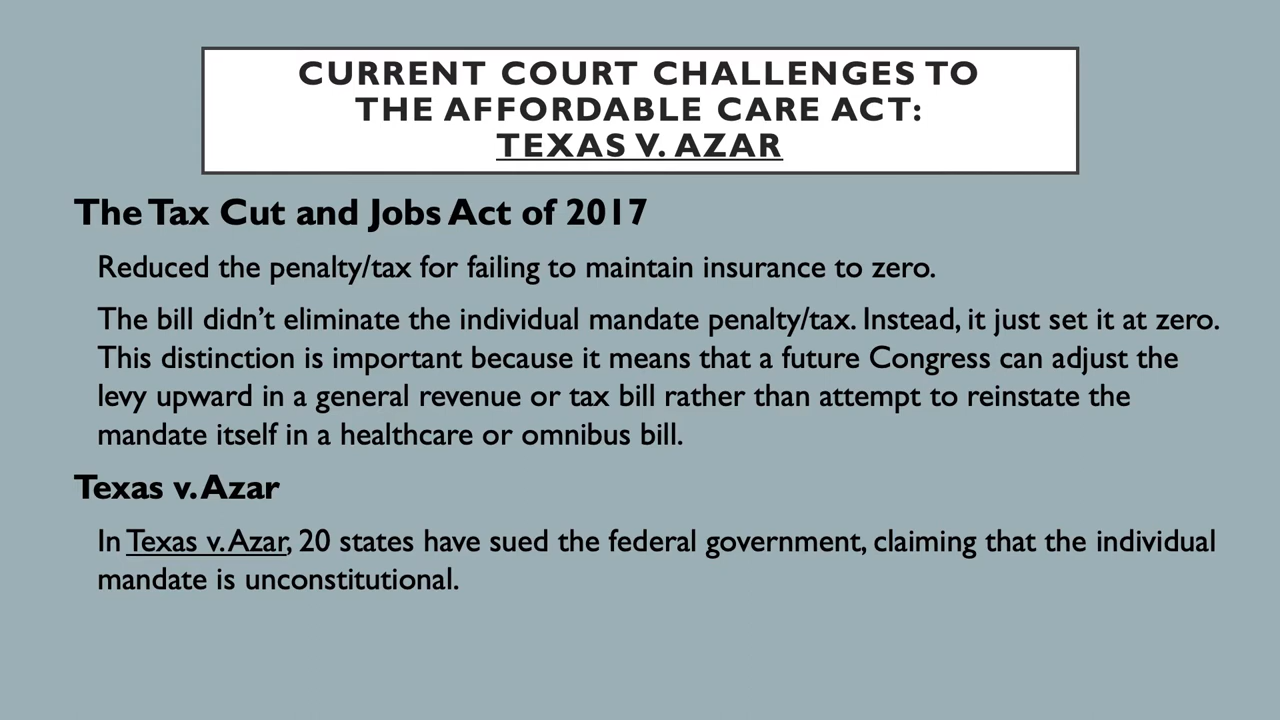 CURRENT COURT CHALLENGES TO
THE AFFORDABLE CARE ACT:
TEXAS V. AZAR
The Tax Cut and Jobs Act of 2017
Reduced the penalty/tax for failing to maintain insurance to zero.
The bill didn’t eliminate the individual mandate penalty/tax. Instead, it just set it at zero.
This distinction is important because it means that a future Congress can adjust the
levy upward in a general revenue or tax bill rather than attempt to reinstate the
mandate itself in a healthcare or omnibus bill.
Texas v. Azar
In Texas v. Azar, 20 states have sued the federal government, claiming that the individual
mandate is unconstitutional.